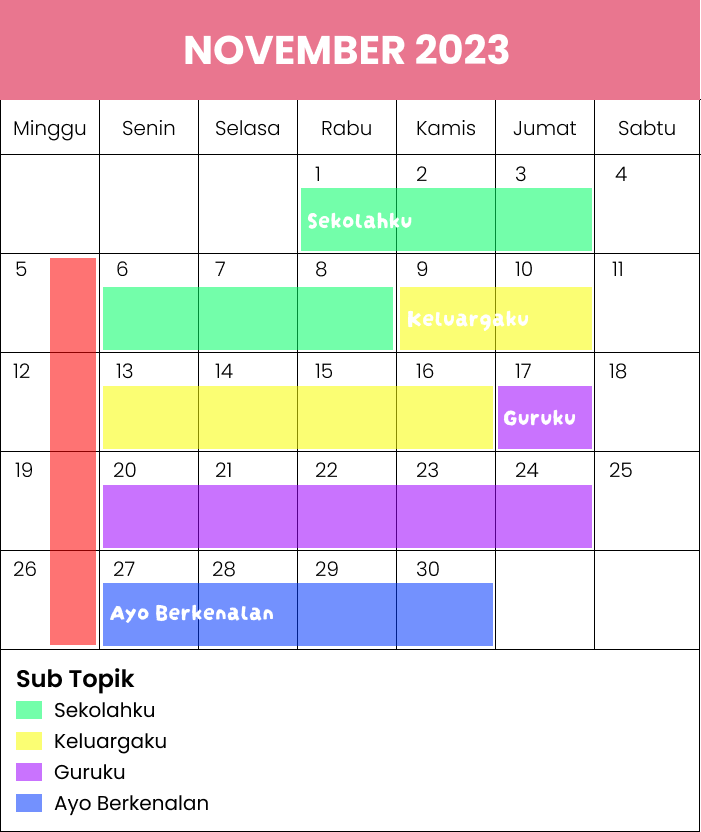 NOVEMBER 2023
Minggu Senin Selasa Rabu Kamis Jumat Sabtu
1 2 3 4
Sekolahku
5 6 7 8 9 10 11
Keluargaku
12 13 14 15 16 17 18
Guruku
19 20 21 22 23 24 25
26 27 28 29 30
Ayo Berkenalan
Sub Topik
Sekolahku
Keluargaku
Guruku
Ayo Berkenalan